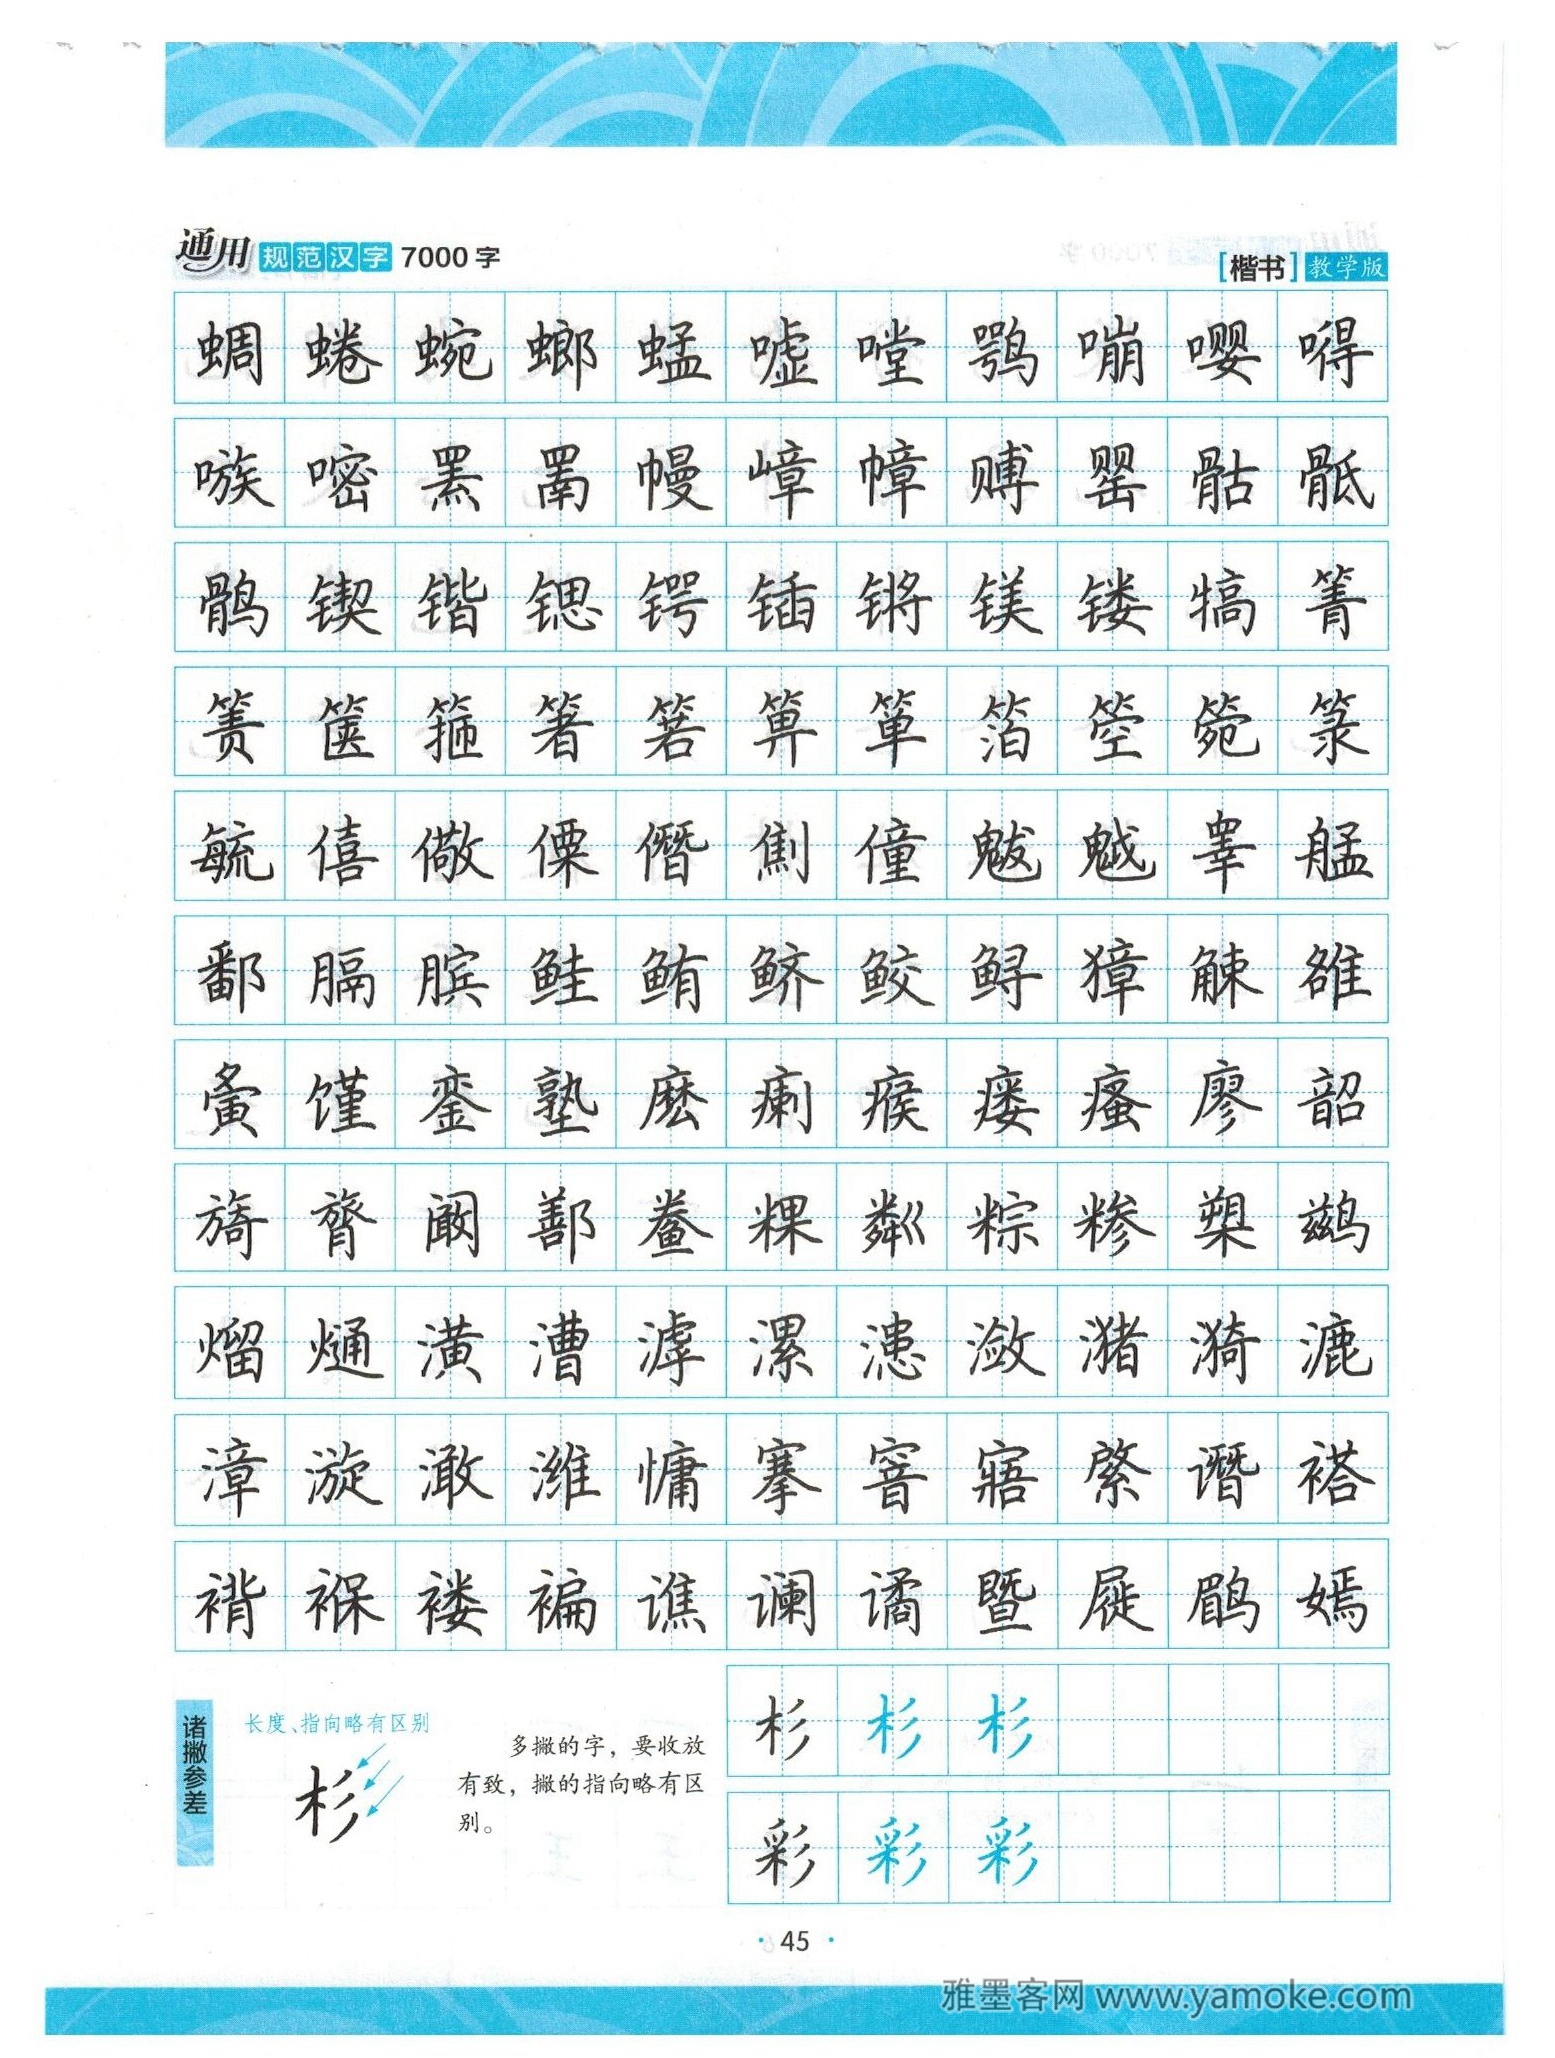 通用规范汉字 7000 字
[楷书] 教学版
蜩 蜷 蜿 螂 蜢 嘘 嘡 鹗 嘣 嘤 嘚
嗾 嘧 罴 罱 幔 嶂 幛 赙 罂 骷 骶
鹘 锲 锴 锶 锷 锸 锵 镁 镂 犒 箐
箦 箧 箍 箸 箬 箅 箪 箔 箜 箢 箓
毓 僖 儆 僳 僭 劁 僮 魃 魆 睾 艋
鄱 膈 膑 鲑 鲔 鲚 鲛 鲟 獐 觫 雒
夤 馑 銮 塾 麽 瘌 瘊 瘘 瘙 廖 韶
旖 膂 阚 鄯 鲞 粿 粼 粽 糁 槊 鹚
熘 熥 潢 漕 滹 漯 漶 潋 潴 漪 漉
漳 漩 澉 潍 慵 搴 窨 寤 綮 谮 褡
褙 褓 褛 褊 谯 谰 谲 暨 屣 鹛 嫣
诸撇参差
长度、指向略有区别
杉
多撇的字，要收放
有致，撇的指向略有区
别。
杉 杉 杉
彩 彩 彩
· 45 ·
雅墨客网 www.yamoke.com